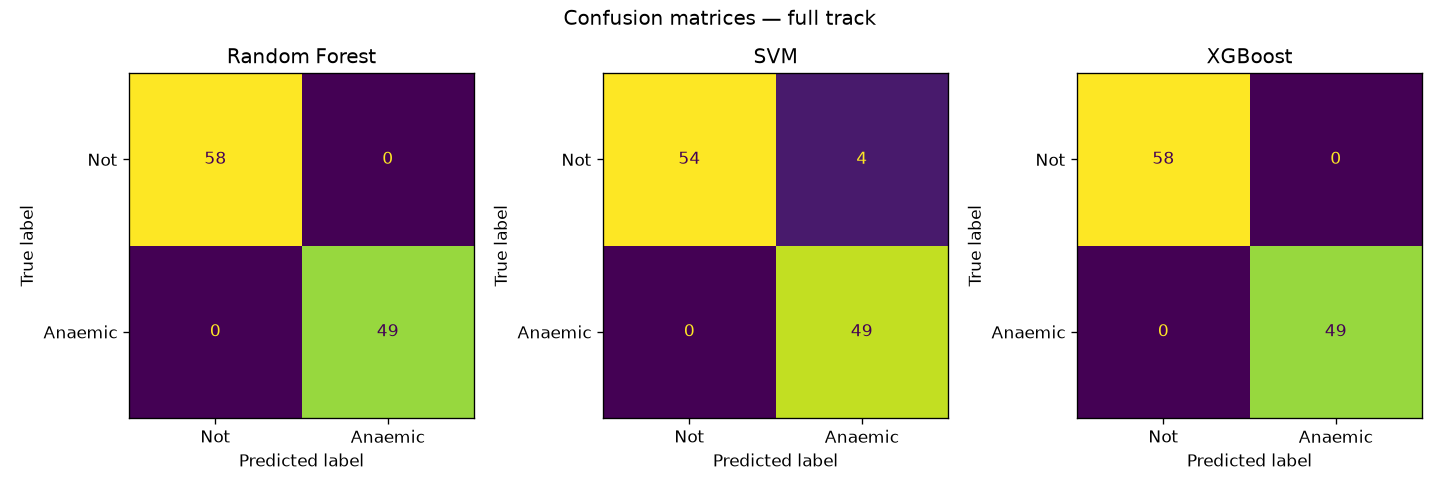 Confusion matrices — full track
Random Forest
True label
Not
Anaemic
58
0
0
49
Not
Anaemic
Predicted label
SVM
True label
Not
Anaemic
54
4
0
49
Not
Anaemic
Predicted label
XGBoost
True label
Not
Anaemic
58
0
0
49
Not
Anaemic
Predicted label